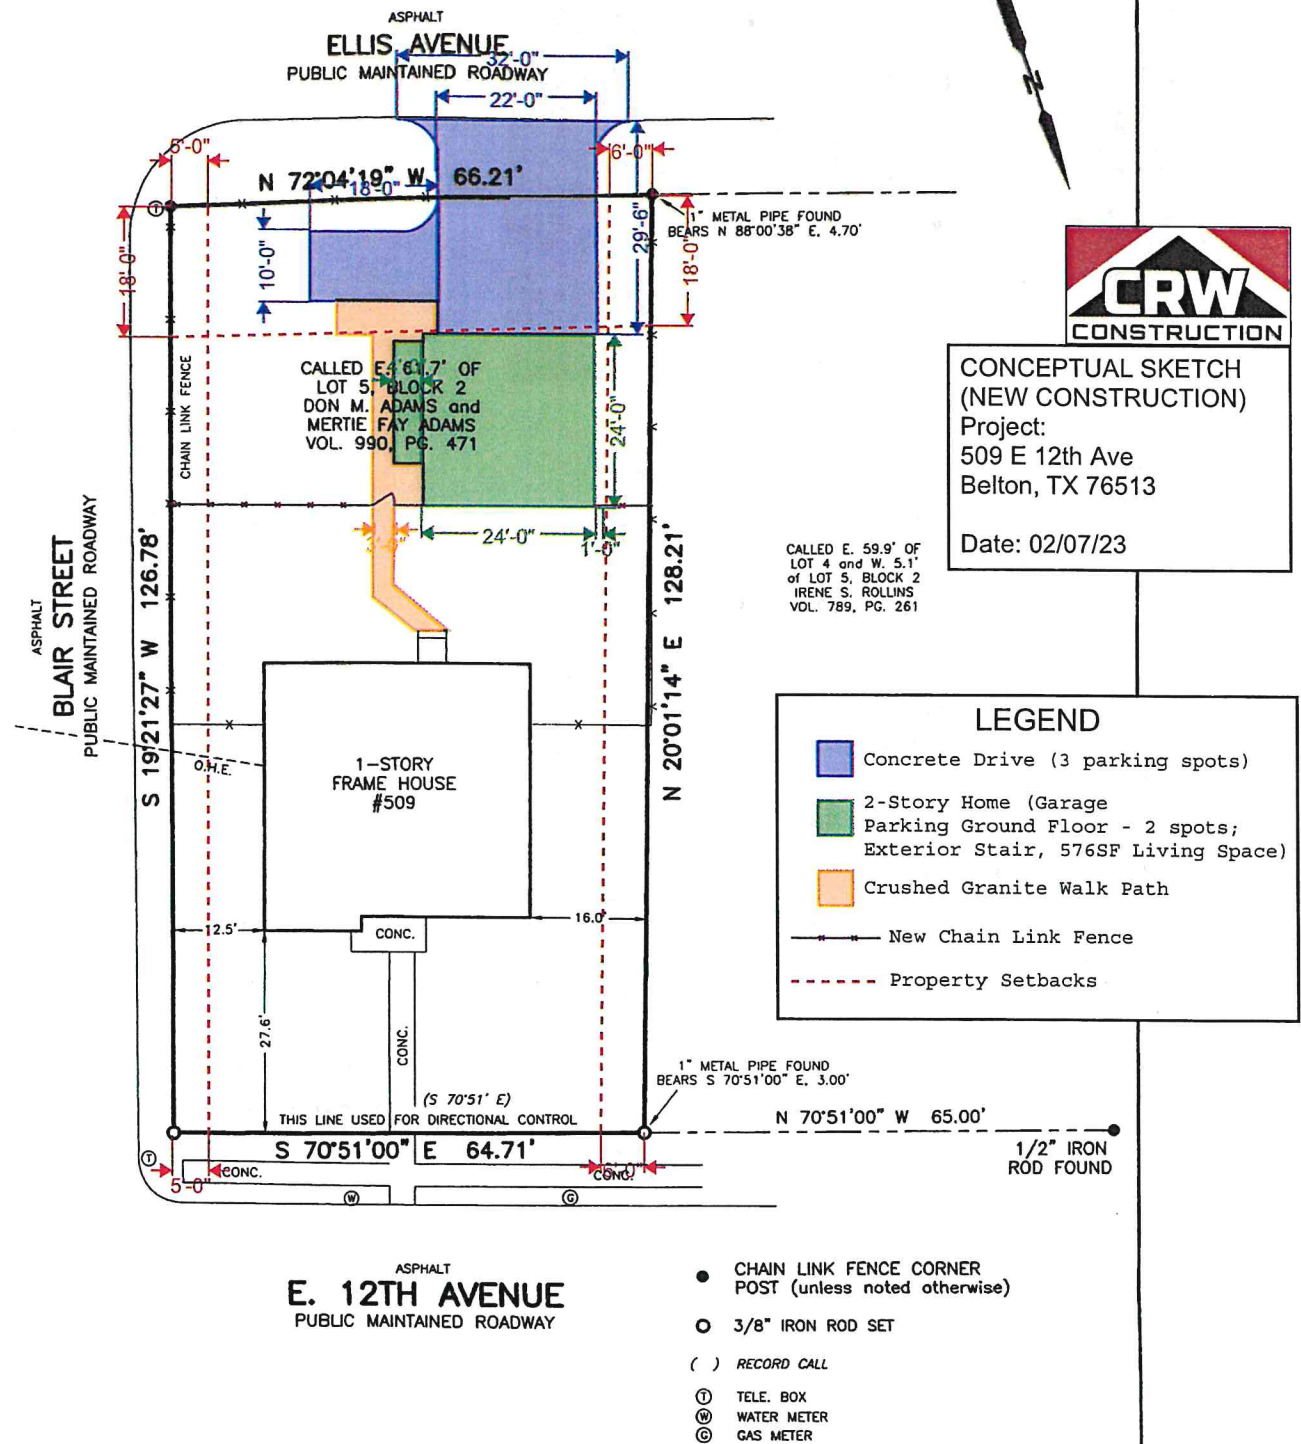 ASPHALT
ELLIS AVENUE
32'-0"
PUBLIC MAINTAINED ROADWAY
22'-0"
5'-0"
6'-0"
N 72°04'19" W 66.21'
18'-0"
N
1" METAL PIPE FOUND
BEARS N 88°00'38" E, 4.70'
29'-6"
18'-0"
10'-0"
18'-0"
CRW
CONSTRUCTION
CONCEPTUAL SKETCH
(NEW CONSTRUCTION)
Project:
509 E 12th Ave
Belton, TX 76513
Date: 02/07/23
CHAIN LINK FENCE
CALLED E. 61.7' OF
LOT 5, BLOCK 2
DON M. ADAMS and
MERTIE FAY ADAMS
VOL. 990, PG. 471
24'-0"
24'-0"
1'-0"
CALLED E. 59.9' OF
LOT 4 and W. 5.1'
of LOT 5, BLOCK 2
IRENE S. ROLLINS
VOL. 789, PG. 261
ASPHALT
BLAIR STREET
PUBLIC MAINTAINED ROADWAY
S 19°21'27" W 126.78'
N 20°01'14" E 128.21'
O.H.E.
1-STORY
FRAME HOUSE
#509
LEGEND
Concrete Drive (3 parking spots)
2-Story Home (Garage
Parking Ground Floor - 2 spots;
Exterior Stair, 576SF Living Space)
Crushed Granite Walk Path
New Chain Link Fence
Property Setbacks
12.5'
16.0'
CONC.
27.6'
CONC.
1" METAL PIPE FOUND
BEARS S 70°51'00" E, 3.00'
(S 70°51' E)
THIS LINE USED FOR DIRECTIONAL CONTROL
S 70°51'00" E 64.71'
N 70°51'00" W 65.00'
1/2" IRON
ROD FOUND
T
5'-0"
CONC.
CONC.
W
G
ASPHALT
E. 12TH AVENUE
PUBLIC MAINTAINED ROADWAY
CHAIN LINK FENCE CORNER
POST (unless noted otherwise)
3/8" IRON ROD SET
( ) RECORD CALL
T TELE. BOX
W WATER METER
G GAS METER